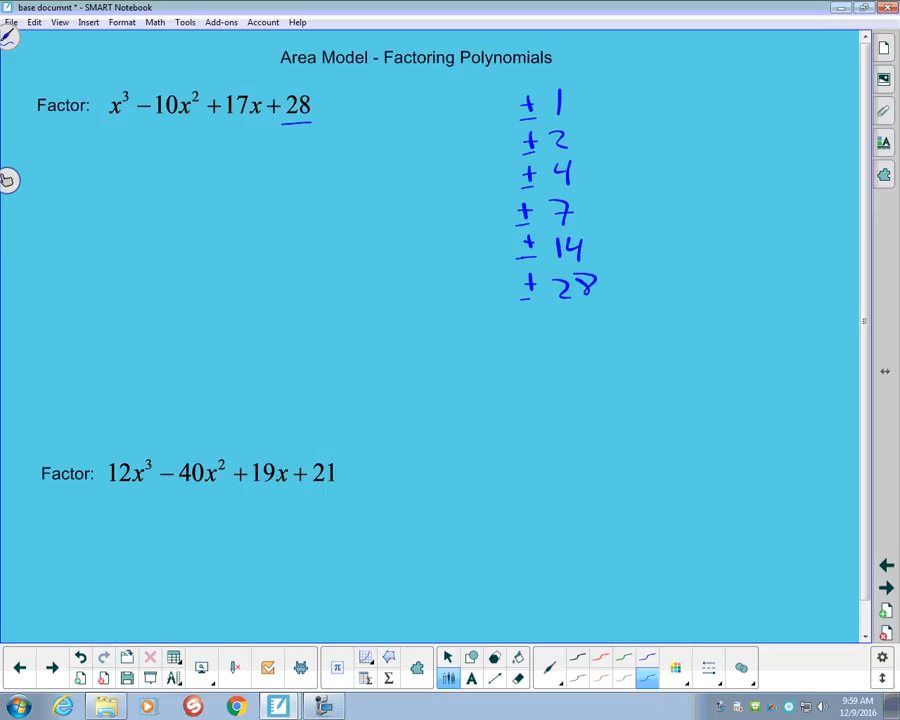 base documnt * - SMART Notebook
File Edit View Insert Format Math Tools Add-ons Account Help
Area Model - Factoring Polynomials
Factor: x³ − 10x² + 17x + 28
± 1
± 2
± 4
± 7
± 14
± 28
Factor: 12x³ − 40x² + 19x + 21
9:59 AM
12/9/2016